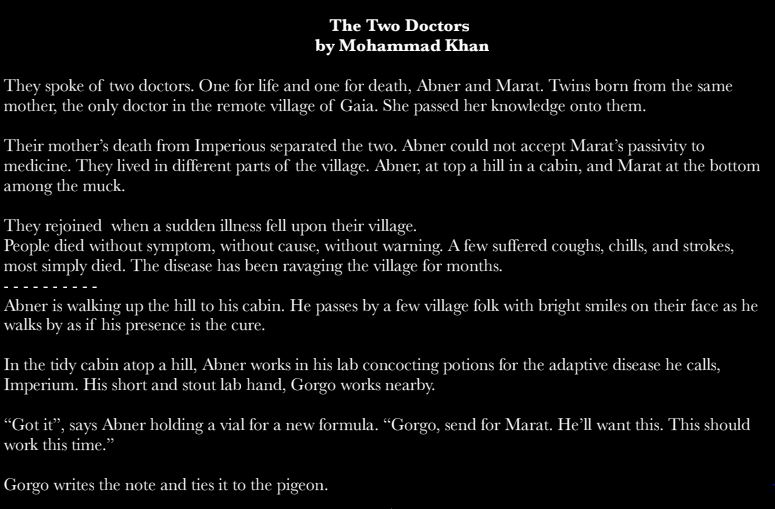 The Two Doctors
by Mohammad Khan
They spoke of two doctors. One for life and one for death, Abner and Marat. Twins born from the same
mother, the only doctor in the remote village of Gaia. She passed her knowledge onto them.
Their mother’s death from Imperious separated the two. Abner could not accept Marat’s passivity to
medicine. They lived in different parts of the village. Abner, at top a hill in a cabin, and Marat at the bottom
among the muck.
They rejoined when a sudden illness fell upon their village.
People died without symptom, without cause, without warning. A few suffered coughs, chills, and strokes,
most simply died. The disease has been ravaging the village for months.
- - - - - - - - - -
Abner is walking up the hill to his cabin. He passes by a few village folk with bright smiles on their face as he
walks by as if his presence is the cure.
In the tidy cabin atop a hill, Abner works in his lab concocting potions for the adaptive disease he calls,
Imperium. His short and stout lab hand, Gorgo works nearby.
“Got it”, says Abner holding a vial for a new formula. “Gorgo, send for Marat. He’ll want this. This should
work this time.”
Gorgo writes the note and ties it to the pigeon.